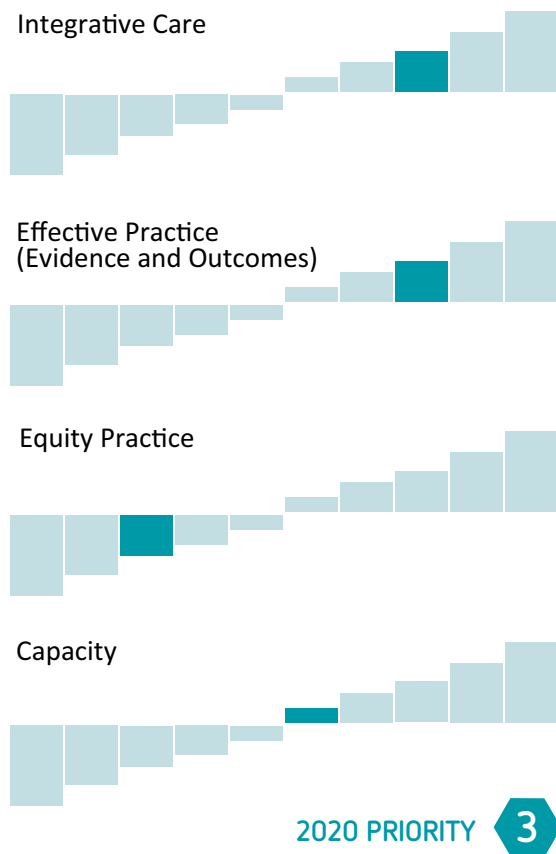 Integrative Care
Effective Practice
(Evidence and Outcomes)
Equity Practice
Capacity
2020 PRIORITY 3